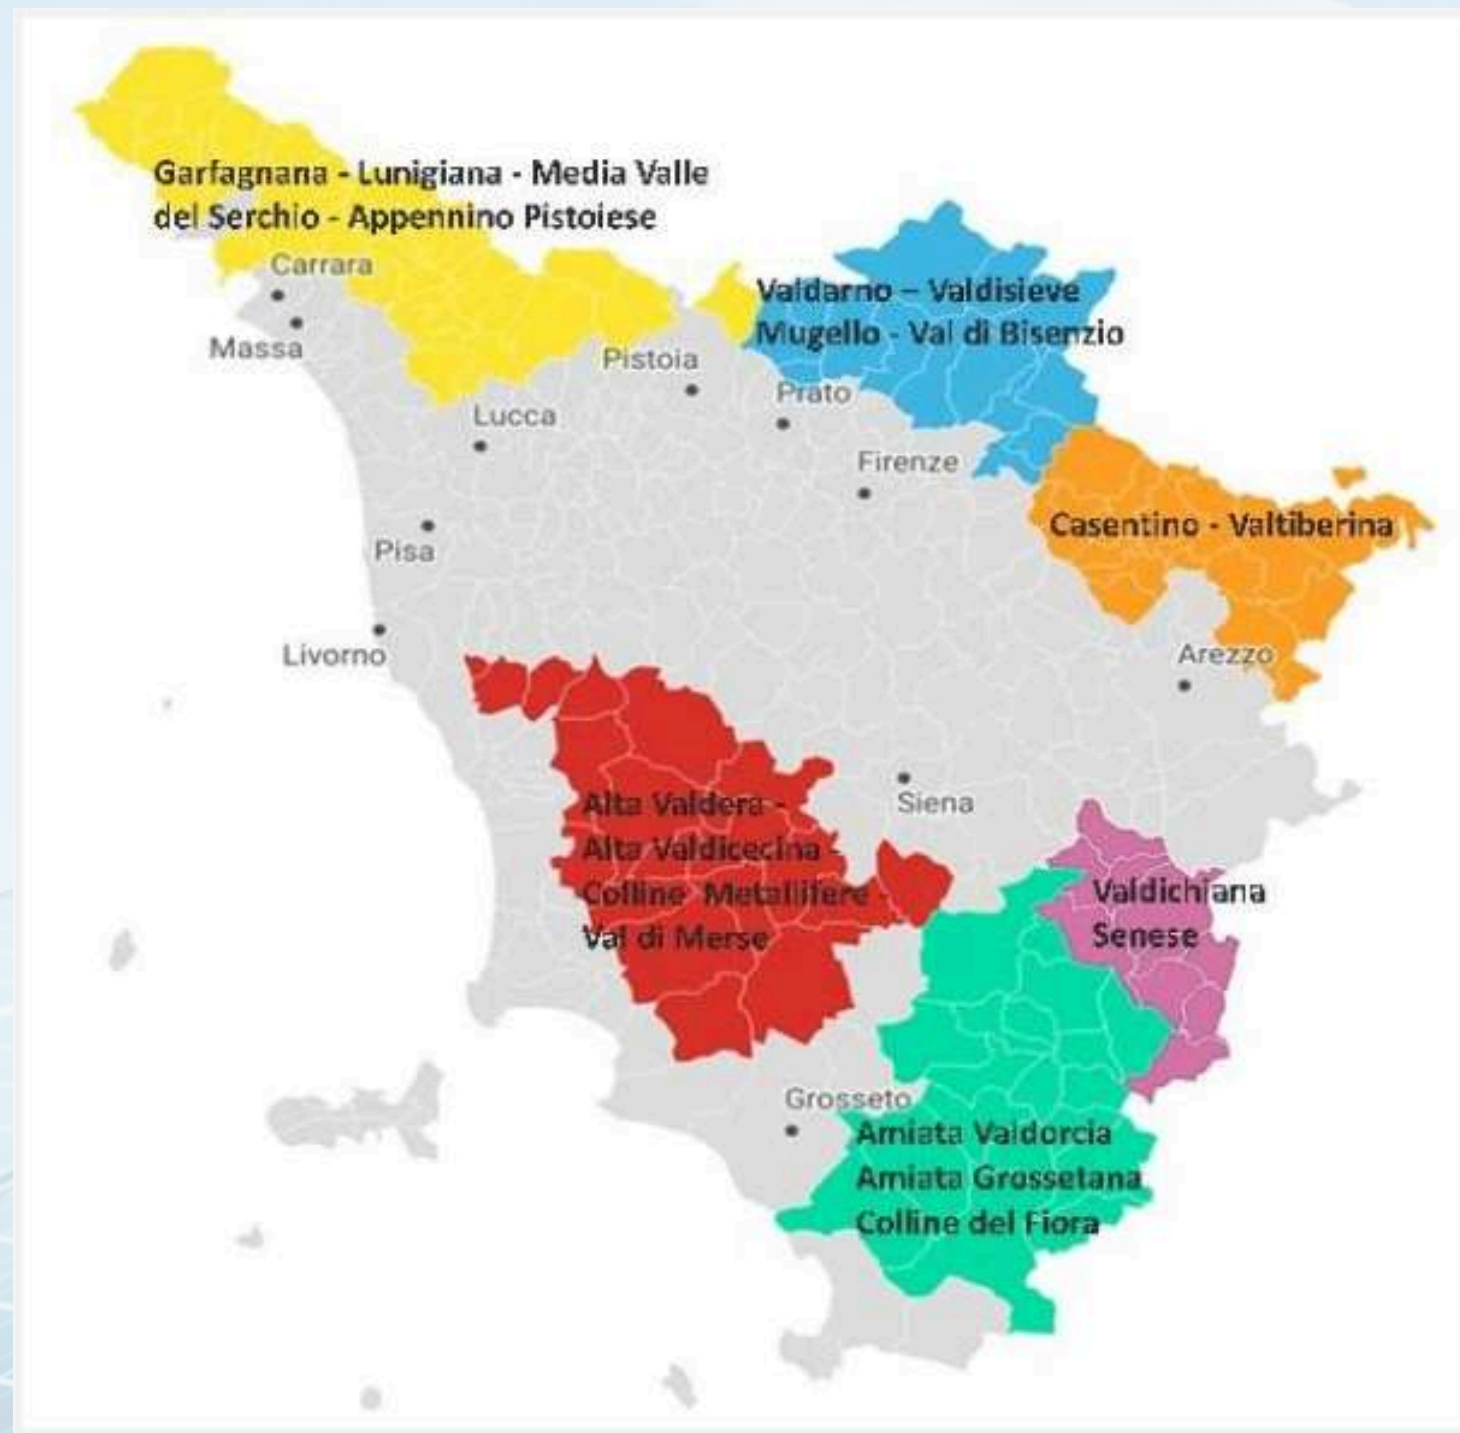 Garfagnana - Lunigiana - Media Valle
del Serchio - Appennino Pistoiese
Carrara
Massa
Valdarno – Valdisieve
Mugello - Val di Bisenzio
Pistoia
Prato
Lucca
Firenze
Casentino - Valtiberina
Pisa
Livorno
Arezzo
Siena
Alta Valdera -
Alta Valdicecina -
Colline Metallifere -
Val di Merse
Valdichiana
Senese
Grosseto
Amiata Valdorcia
Amiata Grossetana
Colline del Fiora